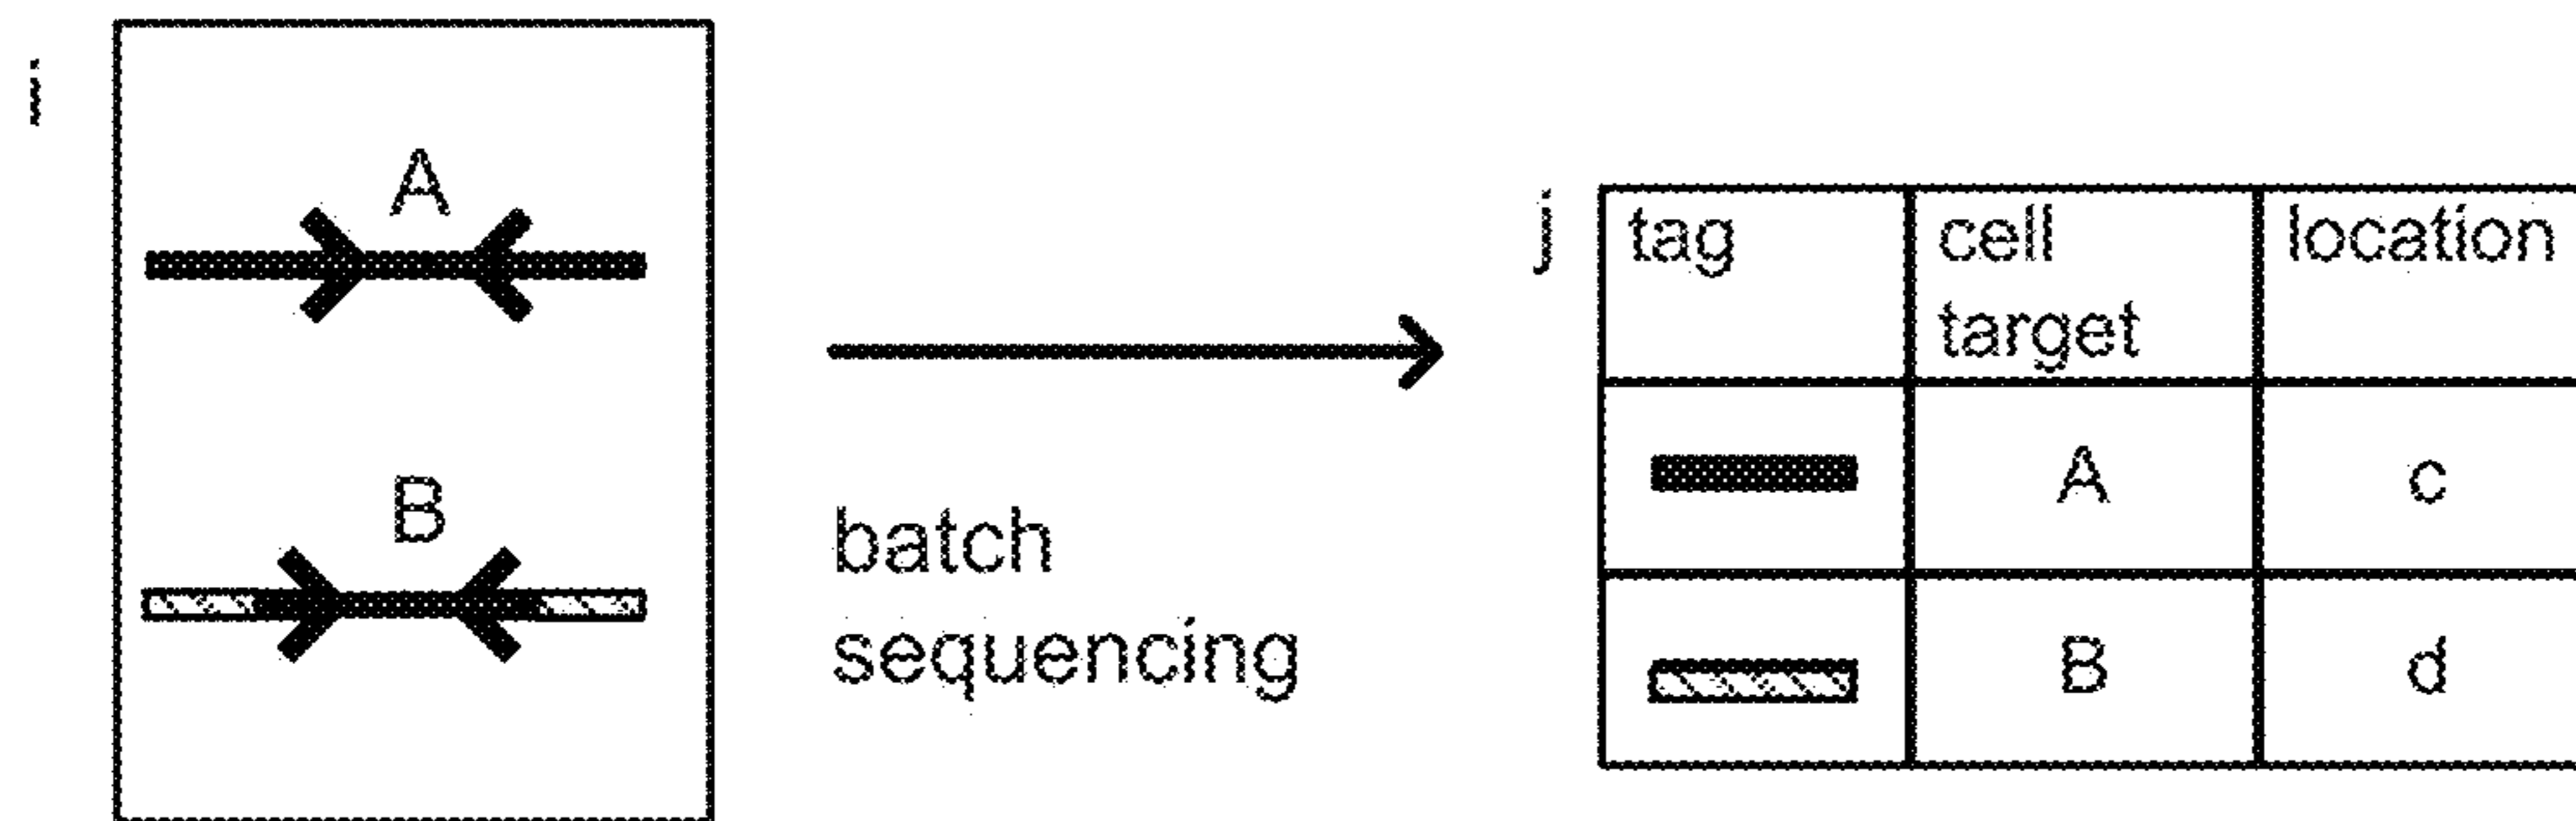 i
A
B
batch
sequencing
j
tag
cell
target
location
A
c
B
d